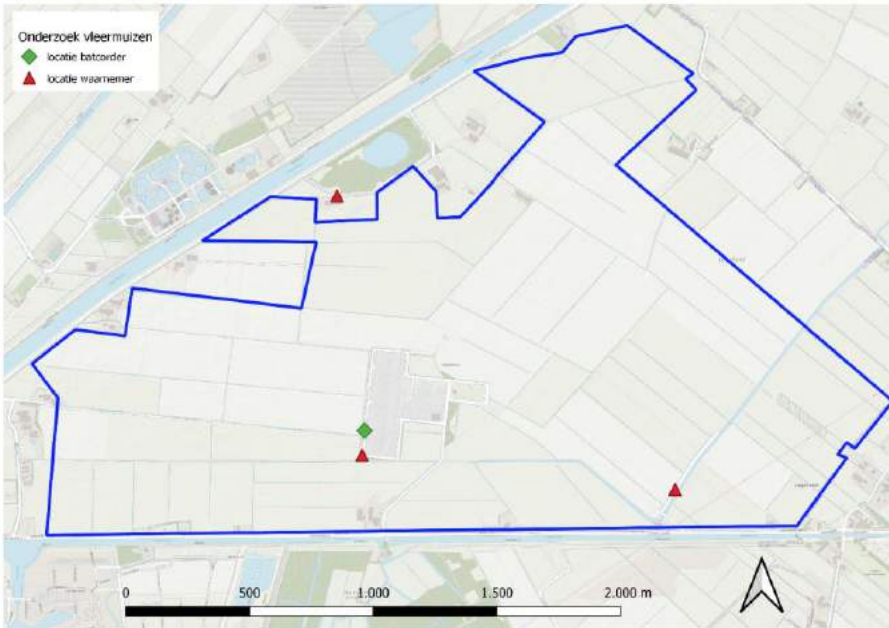 Onderzoek vleermuizen
locatie batcorder
locatie waarnemer
0
500
1.000
1.500
2.000 m